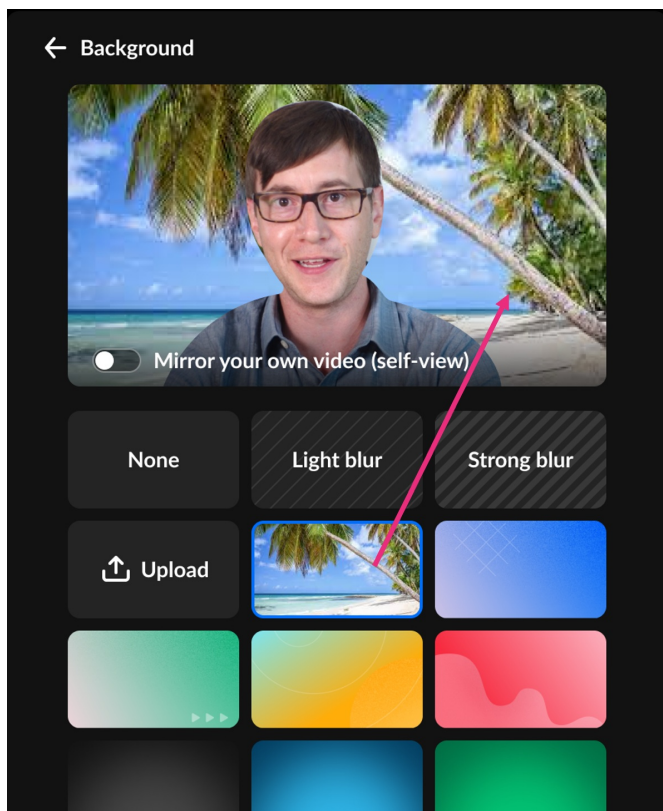 Background
Mirror your own video (self-view)
None
Light blur
Strong blur
Upload